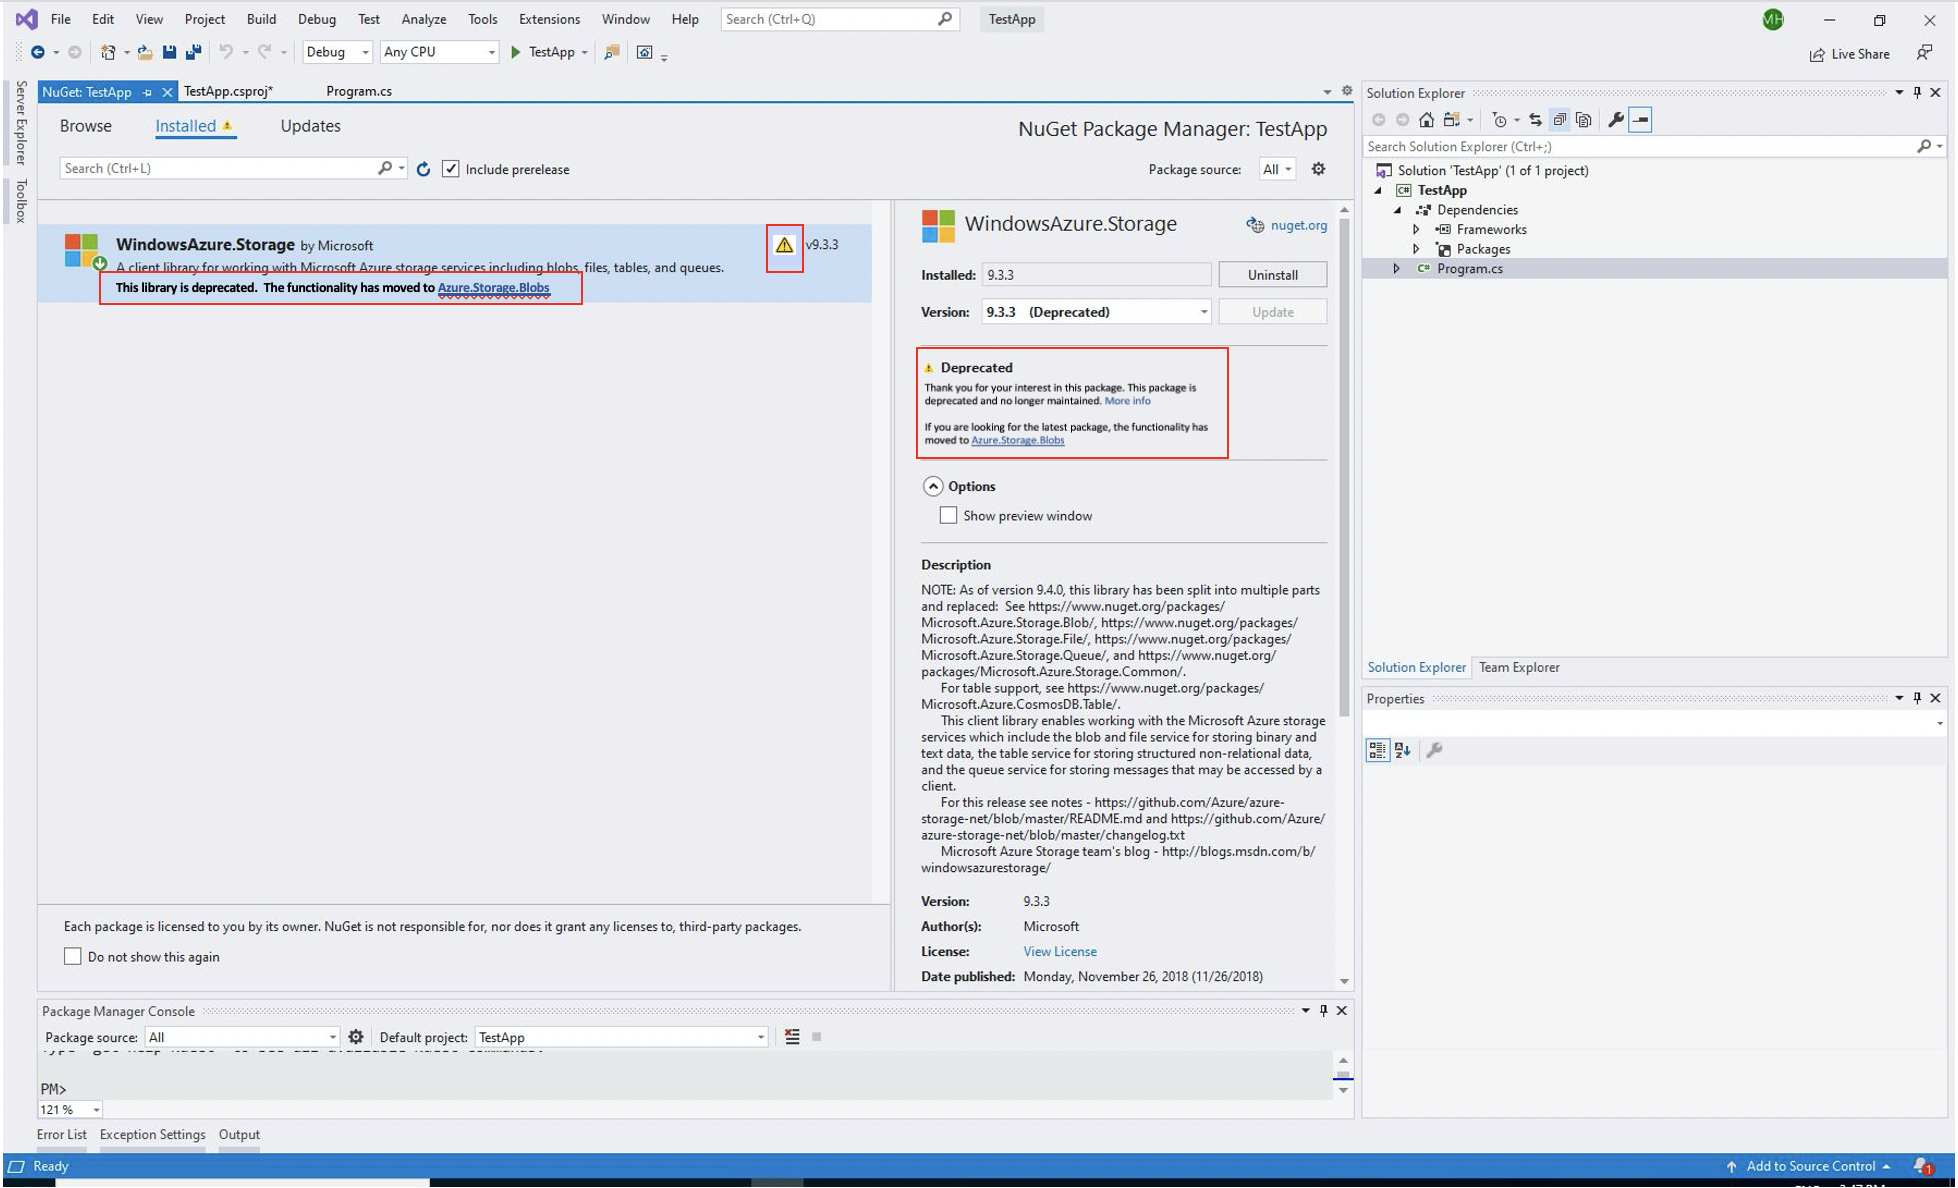 File Edit View Project Build Debug Test Analyze Tools Extensions Window Help Search (Ctrl+Q) TestApp MH
Debug Any CPU TestApp Live Share
Server Explorer
Toolbox
NuGet: TestApp TestApp.csproj* Program.cs
Browse Installed Updates
NuGet Package Manager: TestApp
Search (Ctrl+L) Include prerelease
Package source: All
WindowsAzure.Storage by Microsoft v9.3.3
A client library for working with Microsoft Azure storage services including blobs, files, tables, and queues.
This library is deprecated. The functionality has moved to Azure.Storage.Blobs
Each package is licensed to you by its owner. NuGet is not responsible for, nor does it grant any licenses to, third-party packages.
Do not show this again
WindowsAzure.Storage nuget.org
Installed: 9.3.3 Uninstall
Version: 9.3.3 (Deprecated) Update
Deprecated
Thank you for your interest in this package. This package is
deprecated and no longer maintained. More info
If you are looking for the latest package, the functionality has
moved to Azure.Storage.Blobs
Options
Show preview window
Description
NOTE: As of version 9.4.0, this library has been split into multiple parts
and replaced: See https://www.nuget.org/packages/
Microsoft.Azure.Storage.Blob/, https://www.nuget.org/packages/
Microsoft.Azure.Storage.File/, https://www.nuget.org/packages/
Microsoft.Azure.Storage.Queue/, and https://www.nuget.org/
packages/Microsoft.Azure.Storage.Common/.
For table support, see https://www.nuget.org/packages/
Microsoft.Azure.CosmosDB.Table/.
This client library enables working with the Microsoft Azure storage
services which include the blob and file service for storing binary and
text data, the table service for storing structured non-relational data,
and the queue service for storing messages that may be accessed by a
client.
For this release see notes - https://github.com/Azure/azure-
storage-net/blob/master/README.md and https://github.com/Azure/
azure-storage-net/blob/master/changelog.txt
Microsoft Azure Storage team's blog - http://blogs.msdn.com/b/
windowsazurestorage/
Version: 9.3.3
Author(s): Microsoft
License: View License
Date published: Monday, November 26, 2018 (11/26/2018)
Solution Explorer
Search Solution Explorer (Ctrl+;)
Solution 'TestApp' (1 of 1 project)
C# TestApp
Dependencies
Frameworks
Packages
C# Program.cs
Solution Explorer Team Explorer
Properties
Package Manager Console
Package source: All Default project: TestApp
PM>
121 %
Error List Exception Settings Output
Ready Add to Source Control 1